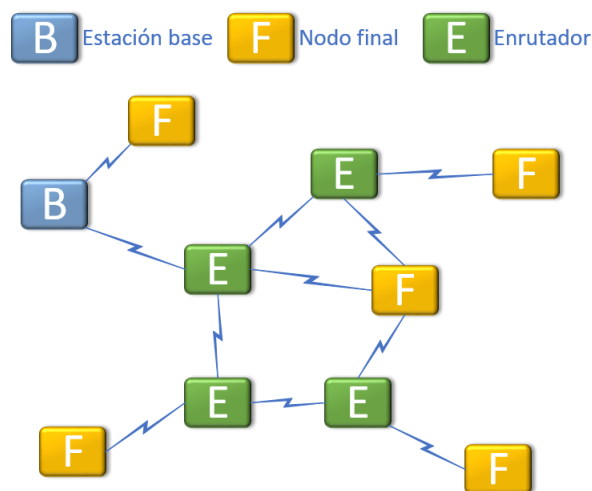 B Estación base F Nodo final E Enrutador
F
E F
B
E
F
E E
F F